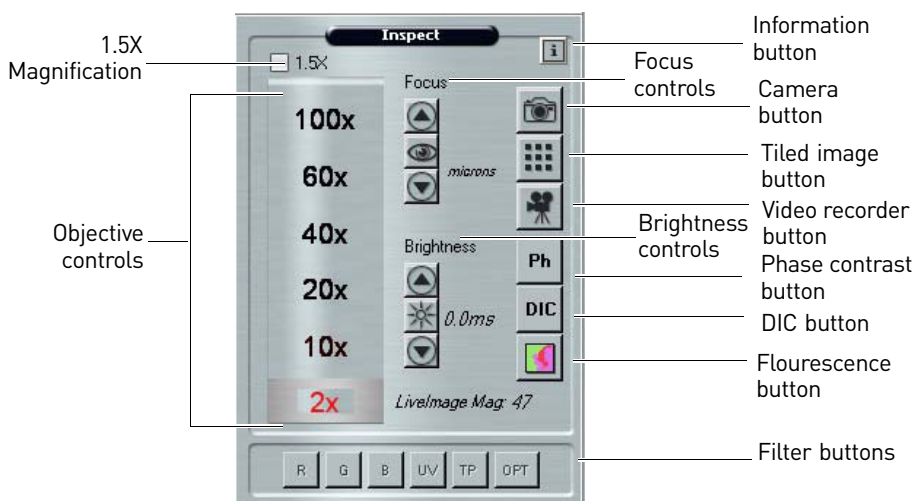 1.5X
Magnification
Objective
controls
Inspect
1.5X
i
Focus
microns
Brightness
0.0ms
100x
60x
40x
20x
10x
2x
LiveImage Mag: 47
Ph
DIC
R G B UV TP OPT
Focus
controls
Brightness
controls
Information
button
Camera
button
Tiled image
button
Video recorder
button
Phase contrast
button
DIC button
Flourescence
button
Filter buttons